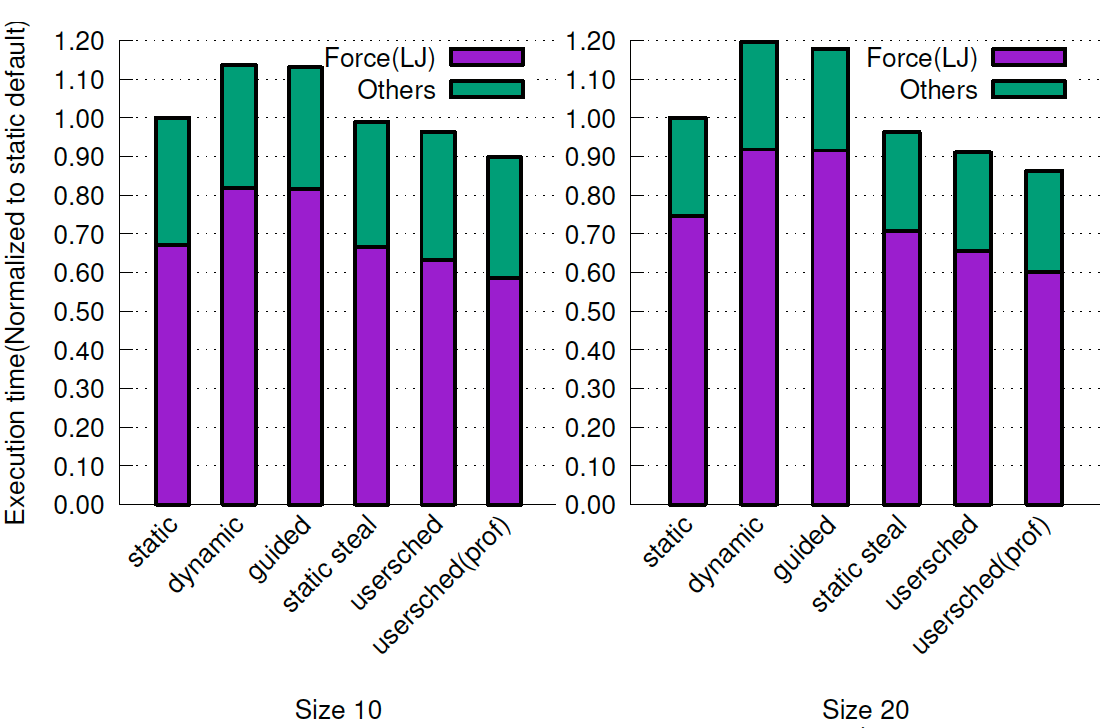 Execution time(Normalized to static default)
1.20
1.10
1.00
0.90
0.80
0.70
0.60
0.50
0.40
0.30
0.20
0.10
0.00
Force(LJ)
Others
static
dynamic
guided
static steal
usersched
usersched(prof)
Size 10
1.20
1.10
1.00
0.90
0.80
0.70
0.60
0.50
0.40
0.30
0.20
0.10
0.00
Force(LJ)
Others
static
dynamic
guided
static steal
usersched
usersched(prof)
Size 20